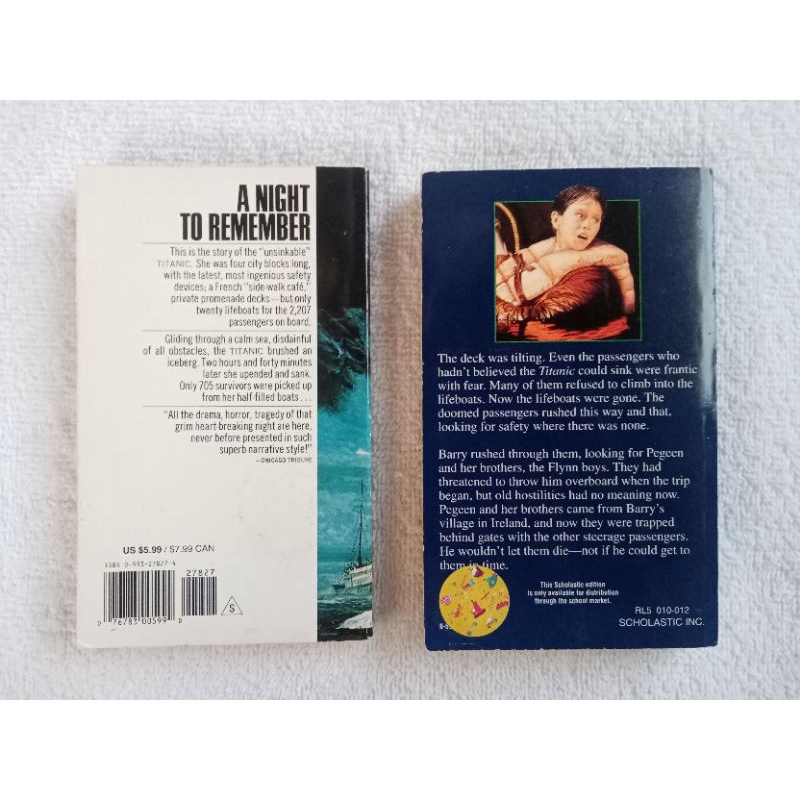 A NIGHT
TO REMEMBER
This is the story of the "unsinkable"
TITANIC. She was four city blocks long,
with the latest, most ingenious safety
devices; a French "side-walk café,"
private promenade decks—but only
twenty lifeboats for the 2,207
passengers on board.
Gliding through a calm sea, disdainful
of all obstacles, the TITANIC brushed an
iceberg. Two hours and forty minutes
later she upended and sank.
Only 705 survivors were picked up
from her half-filled boats...
"All the drama, horror, tragedy of that
grim heart-breaking night are here,
never before presented in such
superb narrative style!"
—CHICAGO TRIBUNE
US $5.99 / $7.99 CAN
ISBN 0-553-27827-4
27827
0 76783 00599 0
S
The deck was tilting. Even the passengers who
hadn't believed the Titanic could sink were frantic
with fear. Many of them refused to climb into the
lifeboats. Now the lifeboats were gone. The
doomed passengers rushed this way and that,
looking for safety where there was none.
Barry rushed through them, looking for Pegeen
and her brothers, the Flynn boys. They had
threatened to throw him overboard when the trip
began, but old hostilities had no meaning now.
Pegeen and her brothers came from Barry's
village in Ireland, and now they were trapped
behind gates with the other steerage passengers.
He wouldn't let them die—not if he could get to
them in time.
This Scholastic edition
is only available for distribution
through the school market.
RL5 010-012
SCHOLASTIC INC.